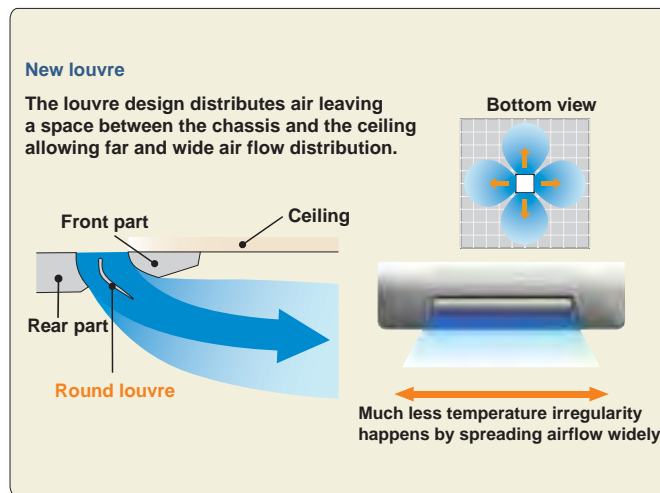 New louvre
The louvre design distributes air leaving
a space between the chassis and the ceiling
allowing far and wide air flow distribution.
Bottom view
Front part
Ceiling
Rear part
Round louvre
Much less temperature irregularity
happens by spreading airflow widely